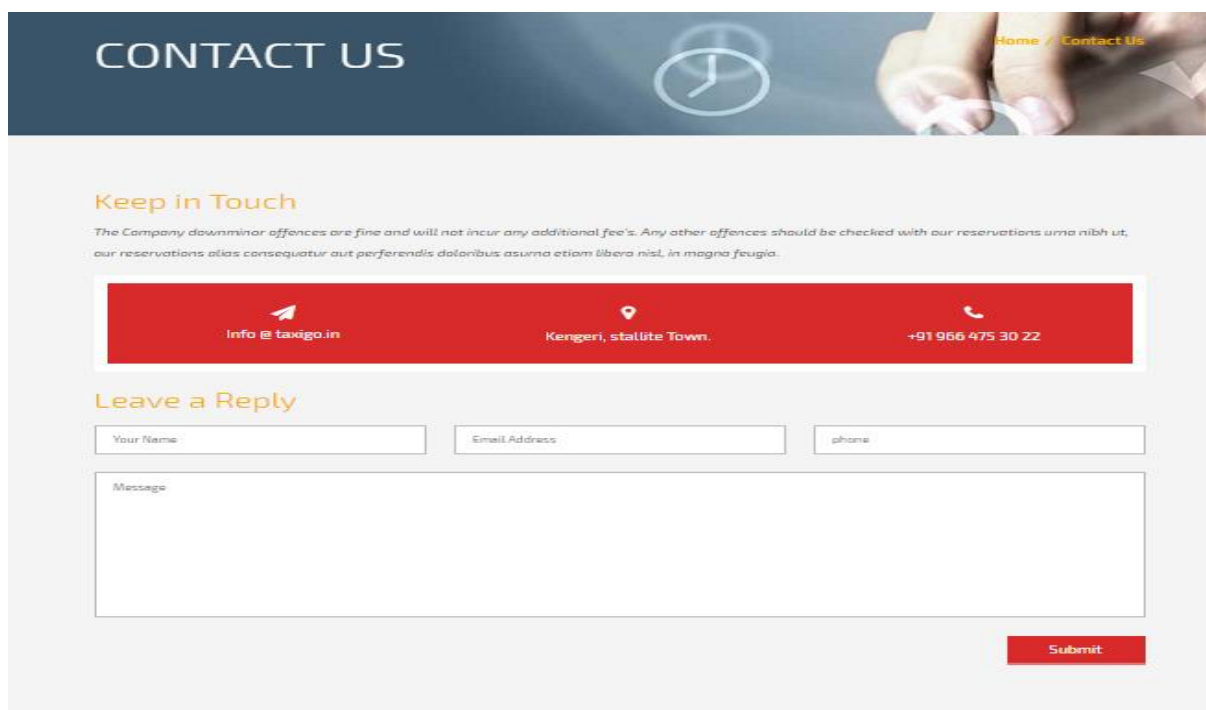 CONTACT US
Home / Contact Us
Keep in Touch
The Company downminor offences are fine and will not incur any additional fee's. Any other offences should be checked with our reservations urna nibh ut,
our reservations alias consequatur aut perferendis doloribus asurna etiam libero nisl, in magna feugia.
Info @ taxigo.in
Kengeri, stallite Town.
+91 966 475 30 22
Leave a Reply
Your Name
Email Address
phone
Message
Submit